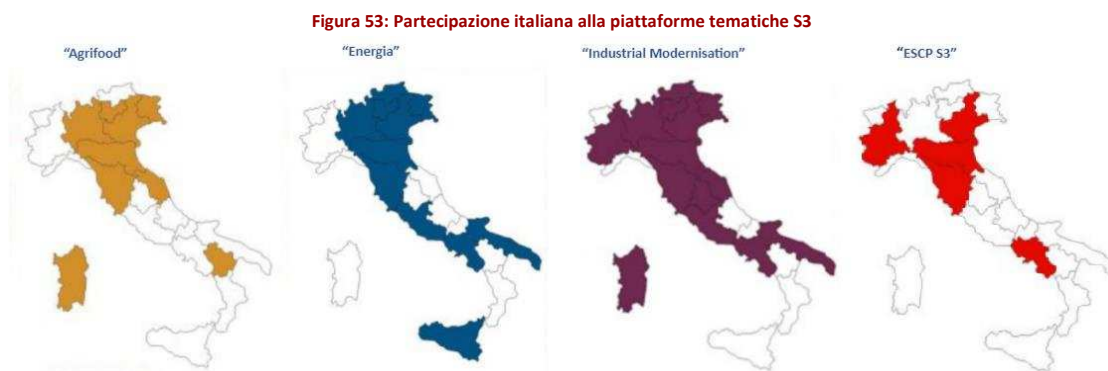 Figura 53: Partecipazione italiana alla piattaforme tematiche S3
"Agrifood"
"Energia"
"Industrial Modernisation"
"ESCP S3"